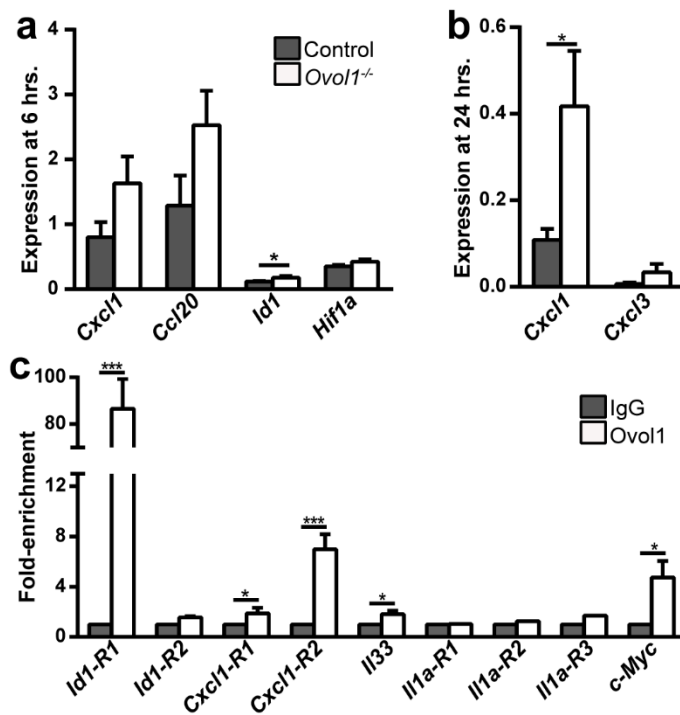 a
Expression at 6 hrs.
4
3
2
1
0
Control
Ovol1-/-
*
Cxcl1
Ccl20
Id1
Hif1a
b
Expression at 24 hrs.
0.6
0.4
0.2
0.0
*
Cxcl1
Cxcl3
c
Fold-enrichment
100
80
12
8
4
0
IgG
Ovol1
***
*
***
*
*
Id1-R1
Id1-R2
Cxcl1-R1
Cxcl1-R2
Il33
Il1a-R1
Il1a-R2
Il1a-R3
c-Myc